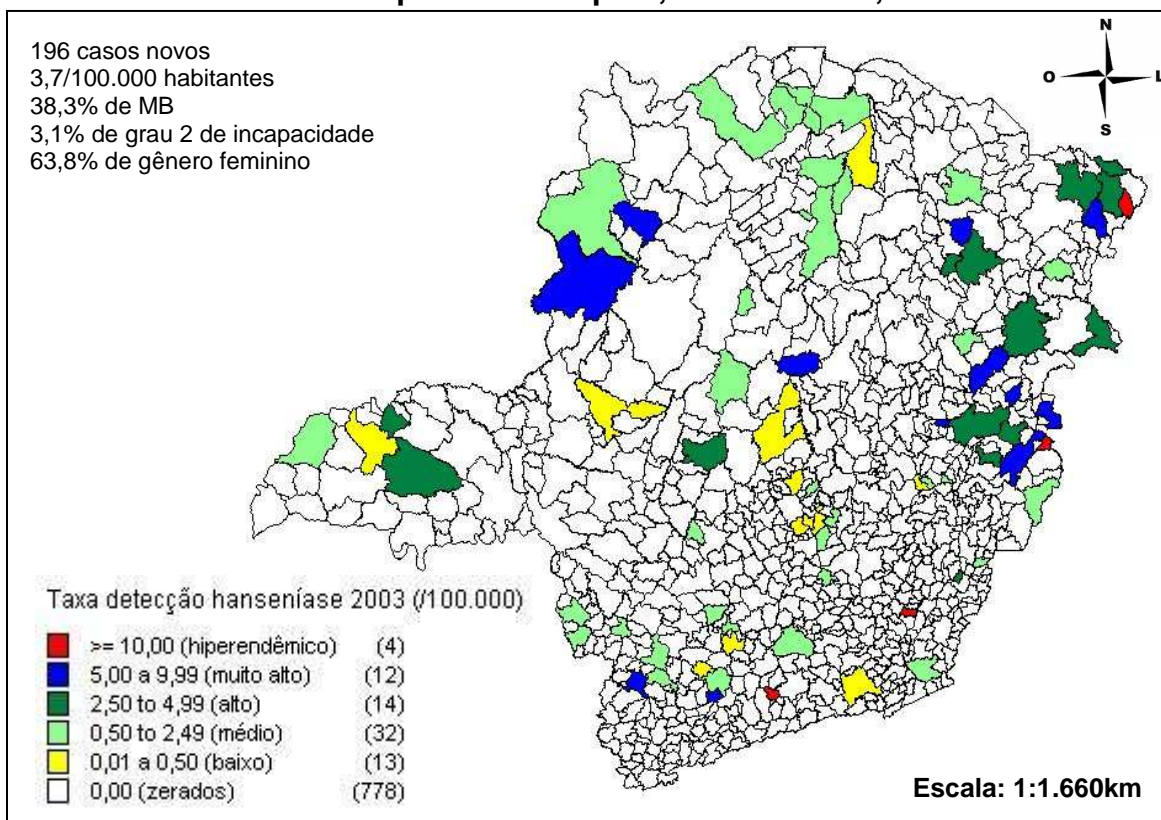 196 casos novos
3,7/100.000 habitantes
38,3% de MB
3,1% de grau 2 de incapacidade
63,8% de gênero feminino
N
O L
S
Taxa detecção hanseníase 2003 (/100.000)
>= 10,00 (hiperendêmico) (4)
5,00 a 9,99 (muito alto) (12)
2,50 to 4,99 (alto) (14)
0,50 to 2,49 (médio) (32)
0,01 a 0,50 (baixo) (13)
0,00 (zerados) (778)
Escala: 1:1.660km